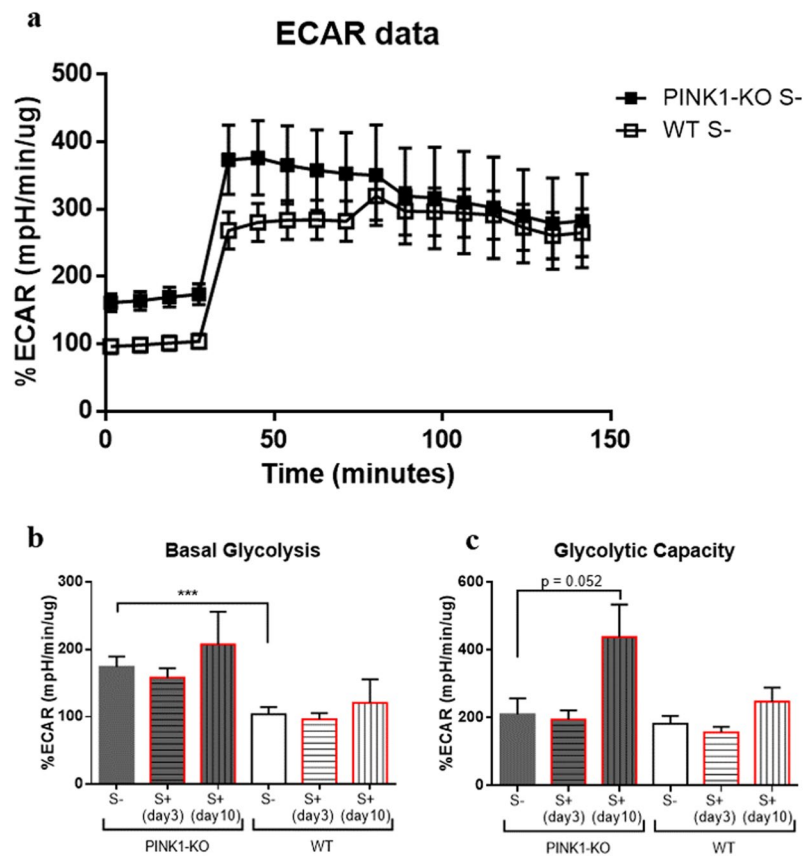 a
ECAR data
%ECAR (mpH/min/ug)
500
400
300
200
100
0
0 50 100 150
Time (minutes)
PINK1-KO S-
WT S-
b
Basal Glycolysis
%ECAR (mpH/min/ug)
300
200
100
0
***
S- S+ S+ S- S+ S+
(day3) (day10) (day3) (day10)
PINK1-KO WT
c
Glycolytic Capacity
%ECAR (mpH/min/ug)
600
400
200
0
p = 0.052
S- S+ S+ S- S+ S+
(day3) (day10) (day3) (day10)
PINK1-KO WT